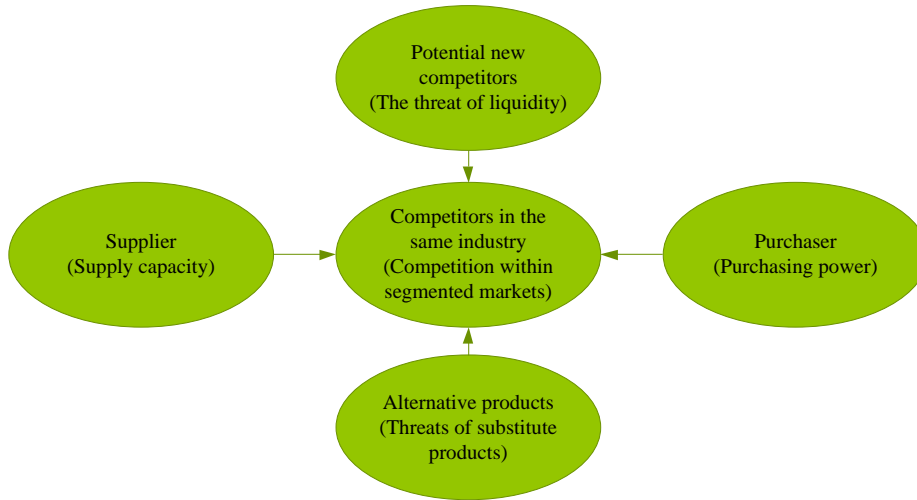 Potential new
competitors
(The threat of liquidity)
Supplier
(Supply capacity)
Competitors in the
same industry
(Competition within
segmented markets)
Purchaser
(Purchasing power)
Alternative products
(Threats of substitute
products)